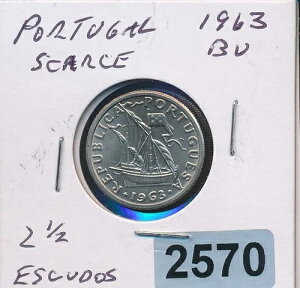 PORTUGAL 1963
SCARCE BU
REPUBLICA PORTUGUESA
·1963·
2 1/2
ESCUDOS
2570